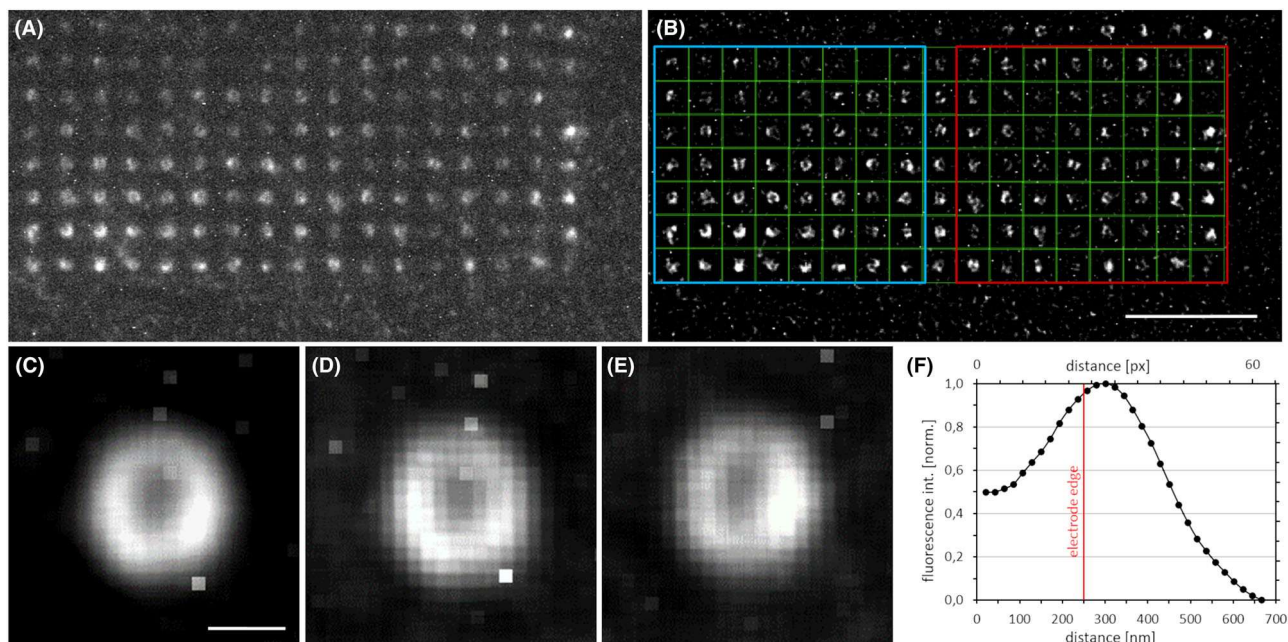 (A)
(B)
(C)
(D)
(E)
(F)
0 distance [px] 60
1,0
0,8
0,6
0,4
0,2
0,0
fluorescence int. [norm.]
electrode edge
0 100 200 300 400 500 600 700
distance [nm]